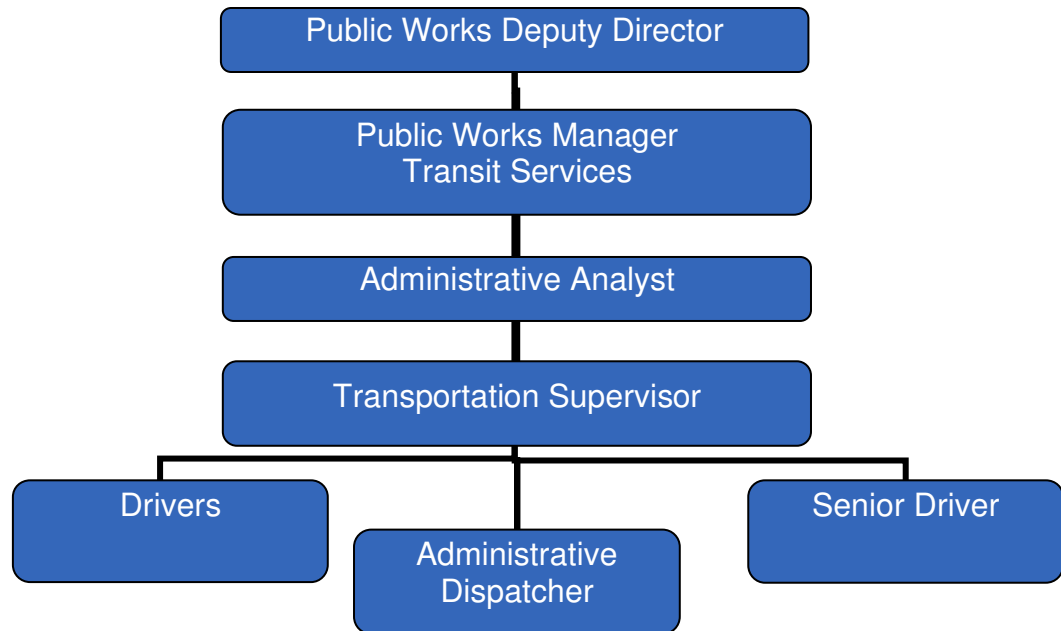 Public Works Deputy Director
Public Works Manager
Transit Services
Administrative Analyst
Transportation Supervisor
Drivers
Senior Driver
Administrative
Dispatcher